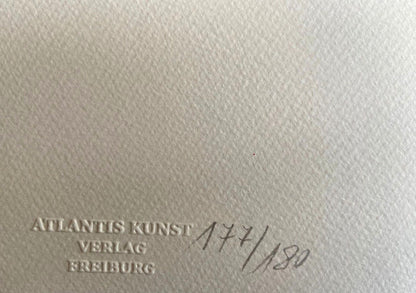 ATLANTIS KUNST
VERLAG
FREIBURG
177/180